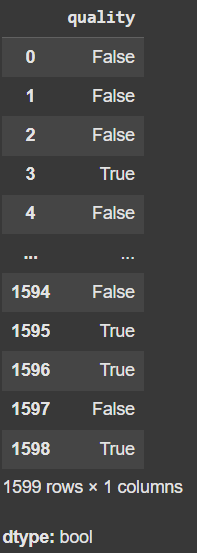 quality
0 False
1 False
2 False
3 True
4 False
... ...
1594 False
1595 True
1596 True
1597 False
1598 True
1599 rows × 1 columns
dtype: bool